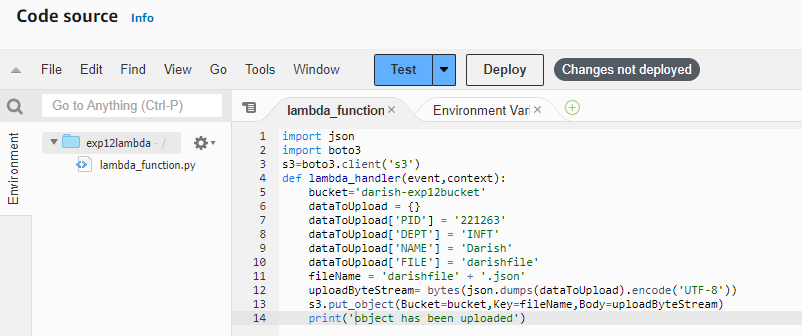 Code source Info
File Edit Find View Go Tools Window Test Deploy Changes not deployed
Go to Anything (Ctrl-P)
lambda_function
Environment Vari
Environment
exp12lambda - /
lambda_function.py
1 import json
2 import boto3
3 s3=boto3.client('s3')
4 def lambda_handler(event,context):
5 bucket='darish-exp12bucket'
6 dataToUpload = {}
7 dataToUpload['PID'] = '221263'
8 dataToUpload['DEPT'] = 'INFT'
9 dataToUpload['NAME'] = 'Darish'
10 dataToUpload['FILE'] = 'darishfile'
11 fileName = 'darishfile' + '.json'
12 uploadByteStream= bytes(json.dumps(dataToUpload).encode('UTF-8'))
13 s3.put_object(Bucket=bucket,Key=fileName,Body=uploadByteStream)
14 print('object has been uploaded')